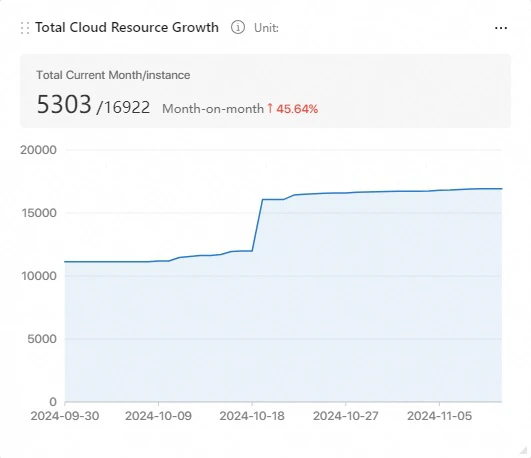 Total Cloud Resource Growth ⓘ Unit: ...
Total Current Month/instance
5303 /16922 Month-on-month ↑ 45.64%
20000
15000
10000
5000
0
2024-09-30 2024-10-09 2024-10-18 2024-10-27 2024-11-05